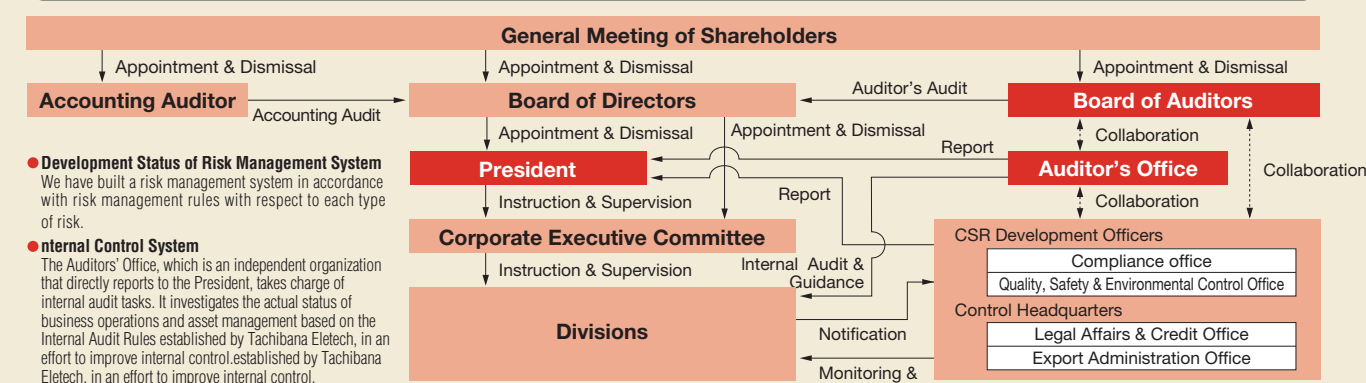 General Meeting of Shareholders
Appointment & Dismissal
Appointment & Dismissal
Appointment & Dismissal
Accounting Auditor
Accounting Audit
Board of Directors
Auditor's Audit
Board of Auditors
Appointment & Dismissal
Appointment & Dismissal
Collaboration
Report
President
Auditor's Office
Collaboration
Instruction & Supervision
Report
Collaboration
Corporate Executive Committee
Instruction & Supervision
Internal Audit &
Guidance
Divisions
Notification
Monitoring &
CSR Development Officers
Compliance office
Quality, Safety & Environmental Control Office
Control Headquarters
Legal Affairs & Credit Office
Export Administration Office
●Development Status of Risk Management System
We have built a risk management system in accordance
with risk management rules with respect to each type
of risk.
●nternal Control System
The Auditors' Office, which is an independent organization
that directly reports to the President, takes charge of
internal audit tasks. It investigates the actual status of
business operations and asset management based on the
Internal Audit Rules established by Tachibana Eletech, in an
effort to improve internal control.established by Tachibana
Eletech, in an effort to improve internal control.